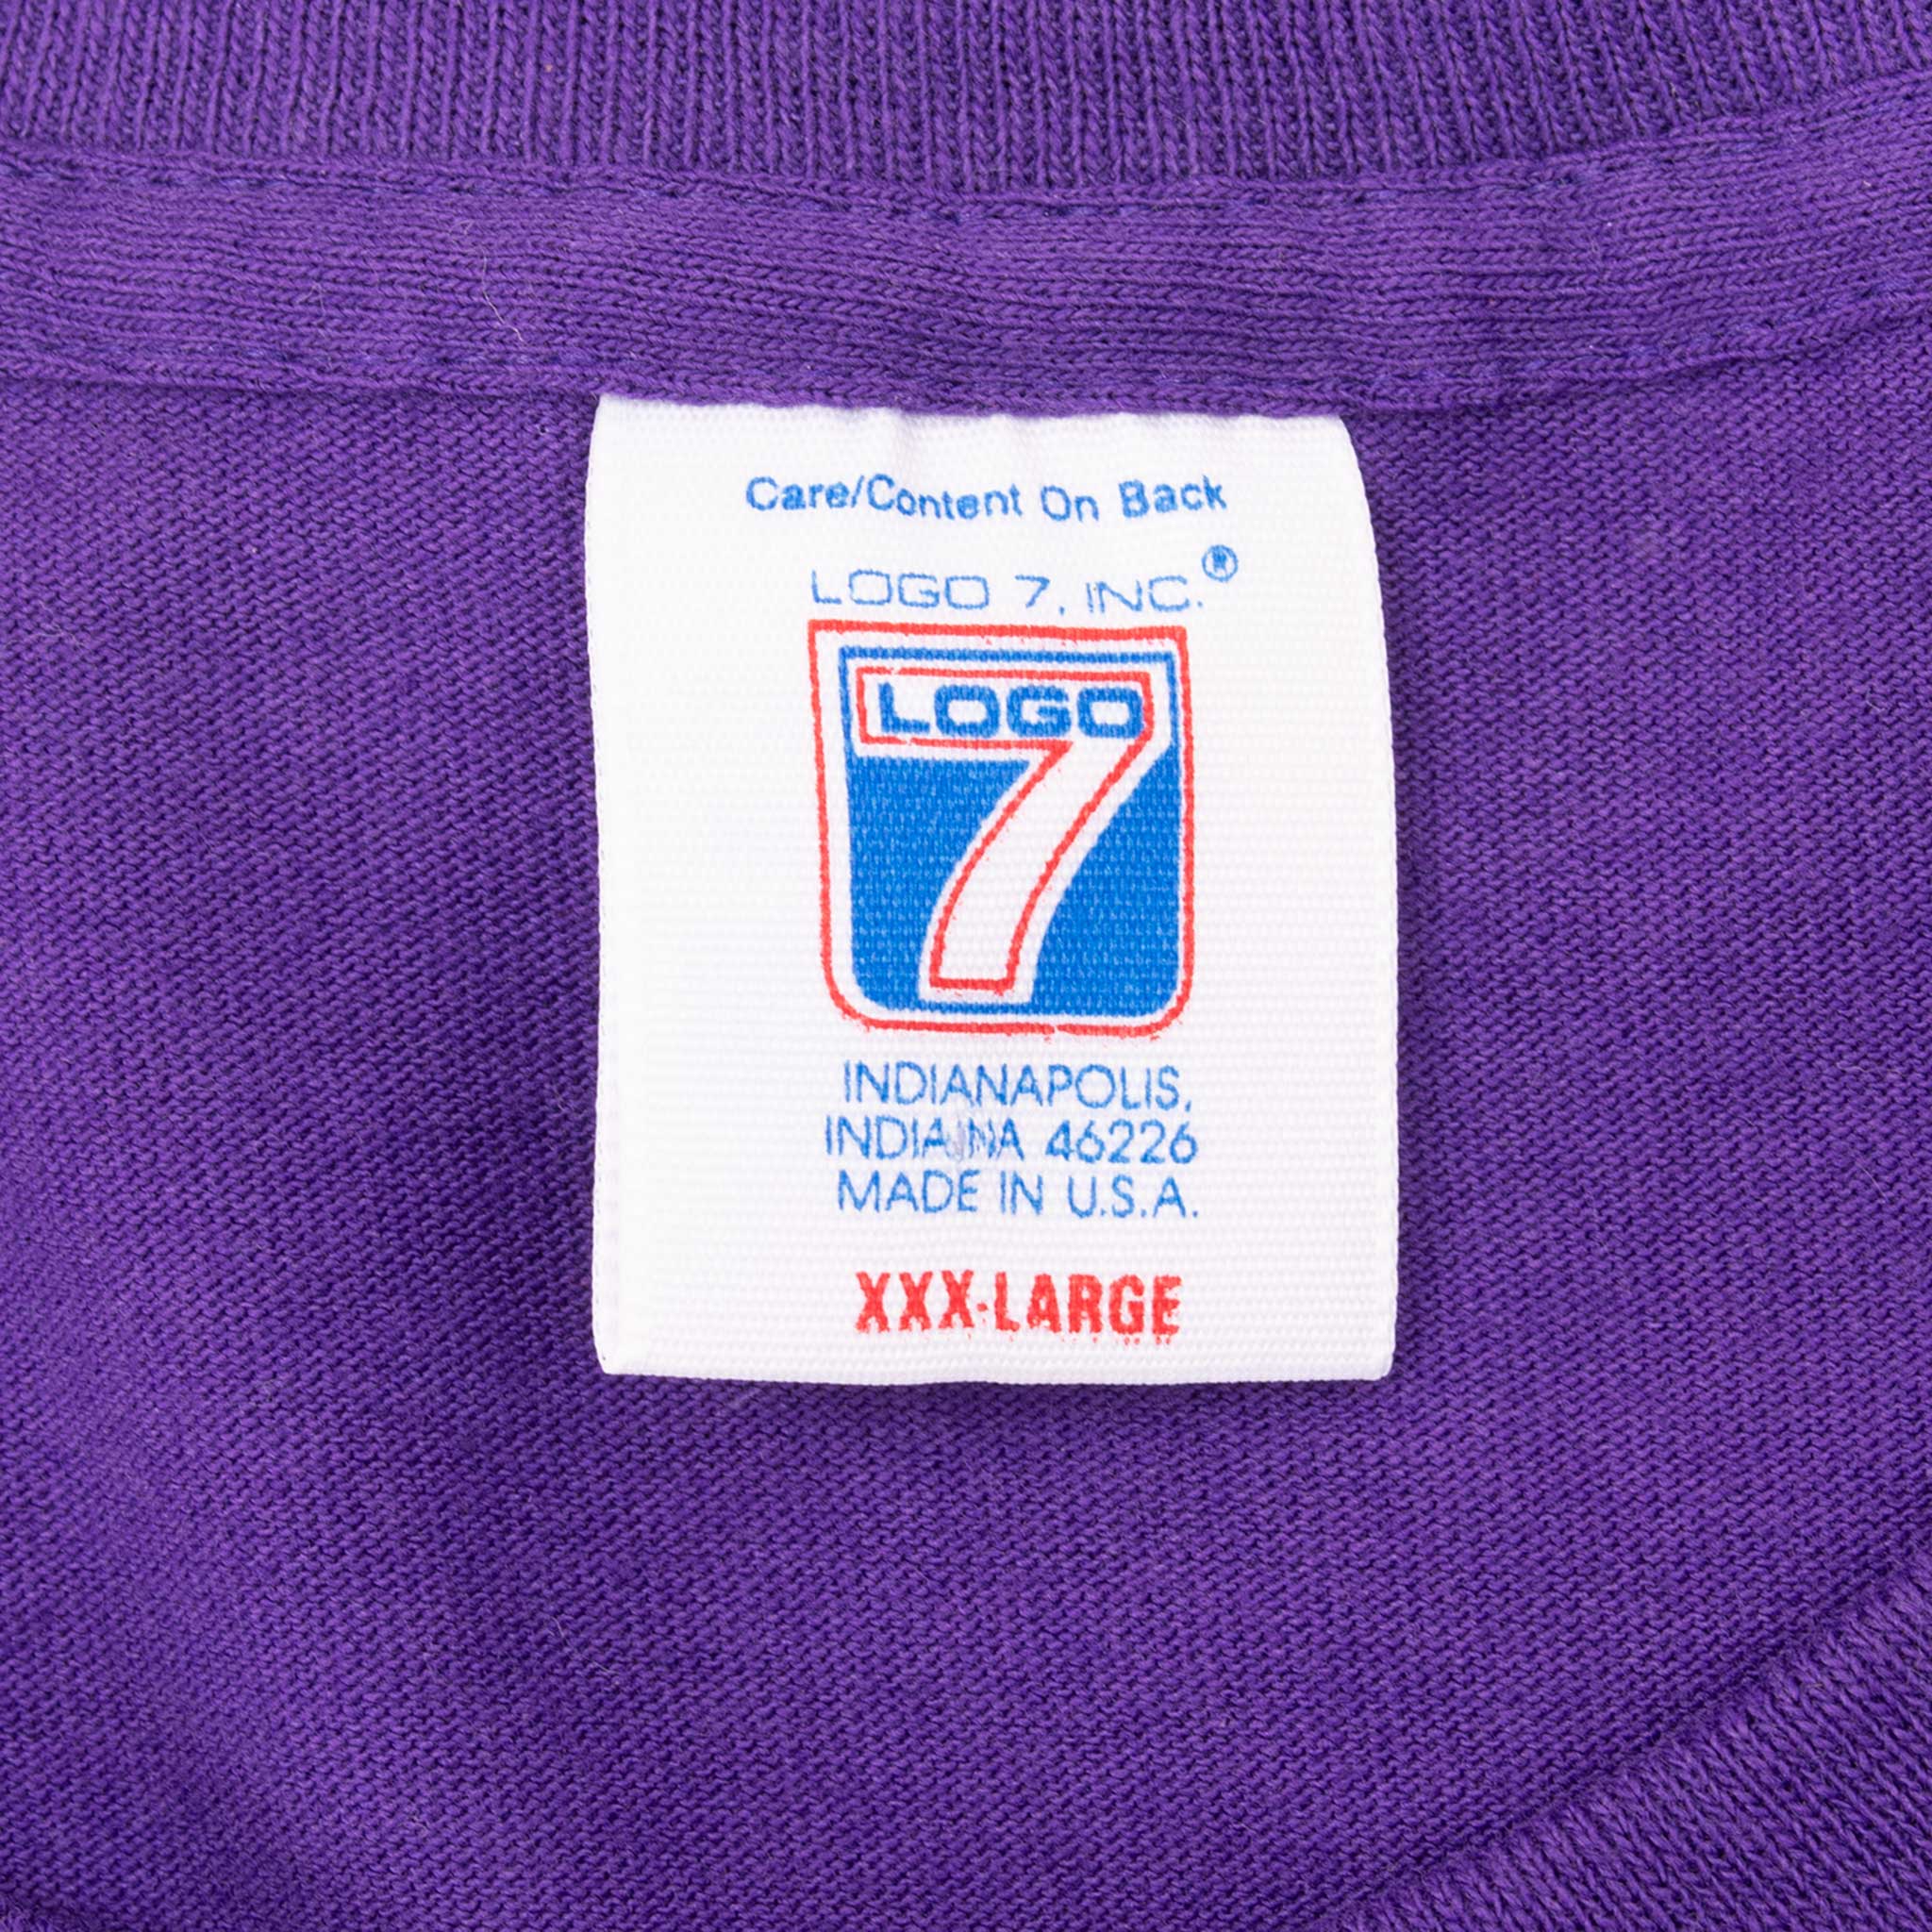 Care/Content On Back
LOGO 7, INC.®
LOGO
7
INDIANAPOLIS,
INDIANA 46226
MADE IN U.S.A.
XXX-LARGE